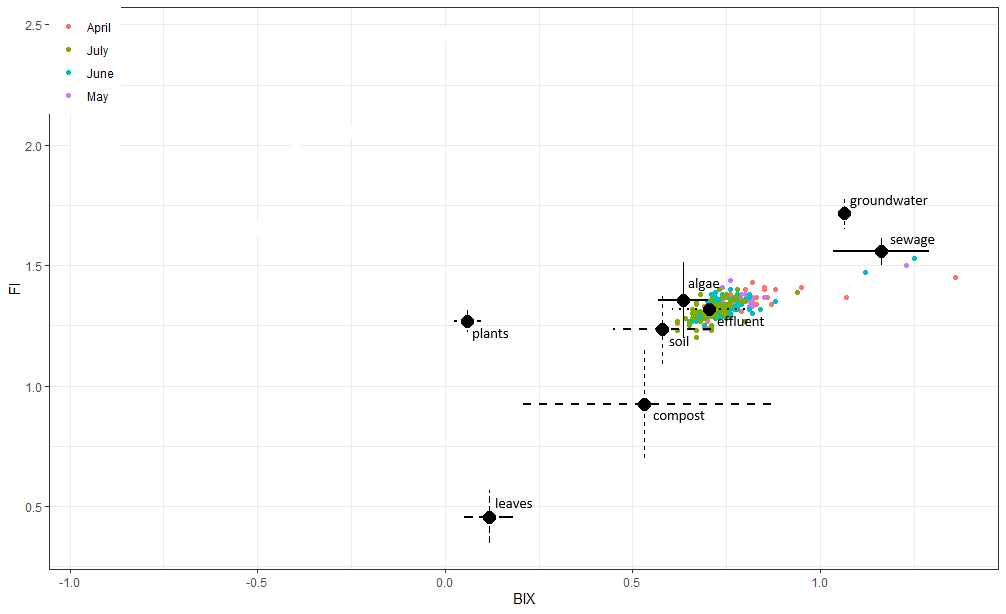 2.5
April
July
June
May
2.0
groundwater
sewage
1.5
FI
algae
effluent
plants
soil
1.0
compost
leaves
0.5
-1.0 -0.5 0.0 0.5 1.0
BIX